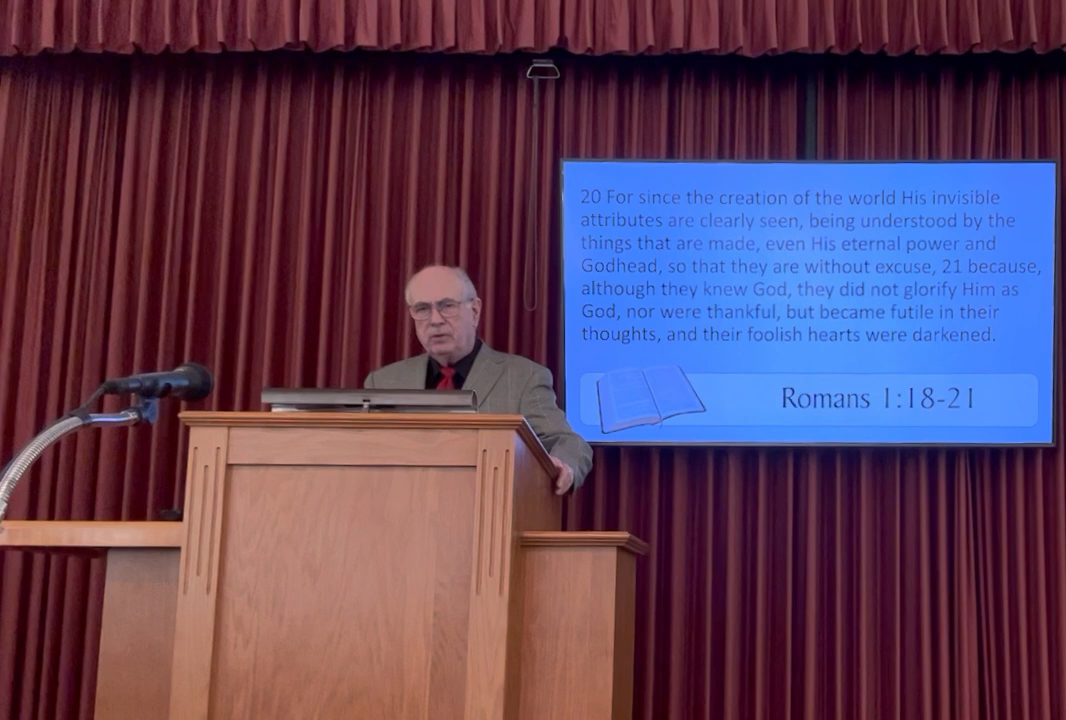 20 For since the creation of the world His invisible
attributes are clearly seen, being understood by the
things that are made, even His eternal power and
Godhead, so that they are without excuse, 21 because,
although they knew God, they did not glorify Him as
God, nor were thankful, but became futile in their
thoughts, and their foolish hearts were darkened.
Romans 1:18-21